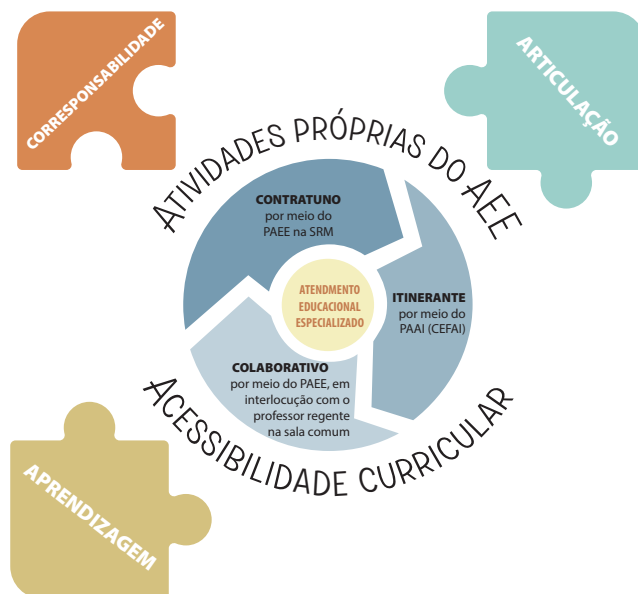 CORRESPONSABILIDADE
ARTICULAÇÃO
ATIVIDADES PRÓPRIAS DO AEE
CONTRATUNO
por meio do
PAEE na SRM
ATENDMENTO
EDUCACIONAL
ESPECIALIZADO
ITINERANTE
por meio do
PAAI (CEFAI)
COLABORATIVO
por meio do PAEE, em
interlocução com o
professor regente
na sala comum
ACESSIBILIDADE CURRICULAR
APRENDIZAGEM